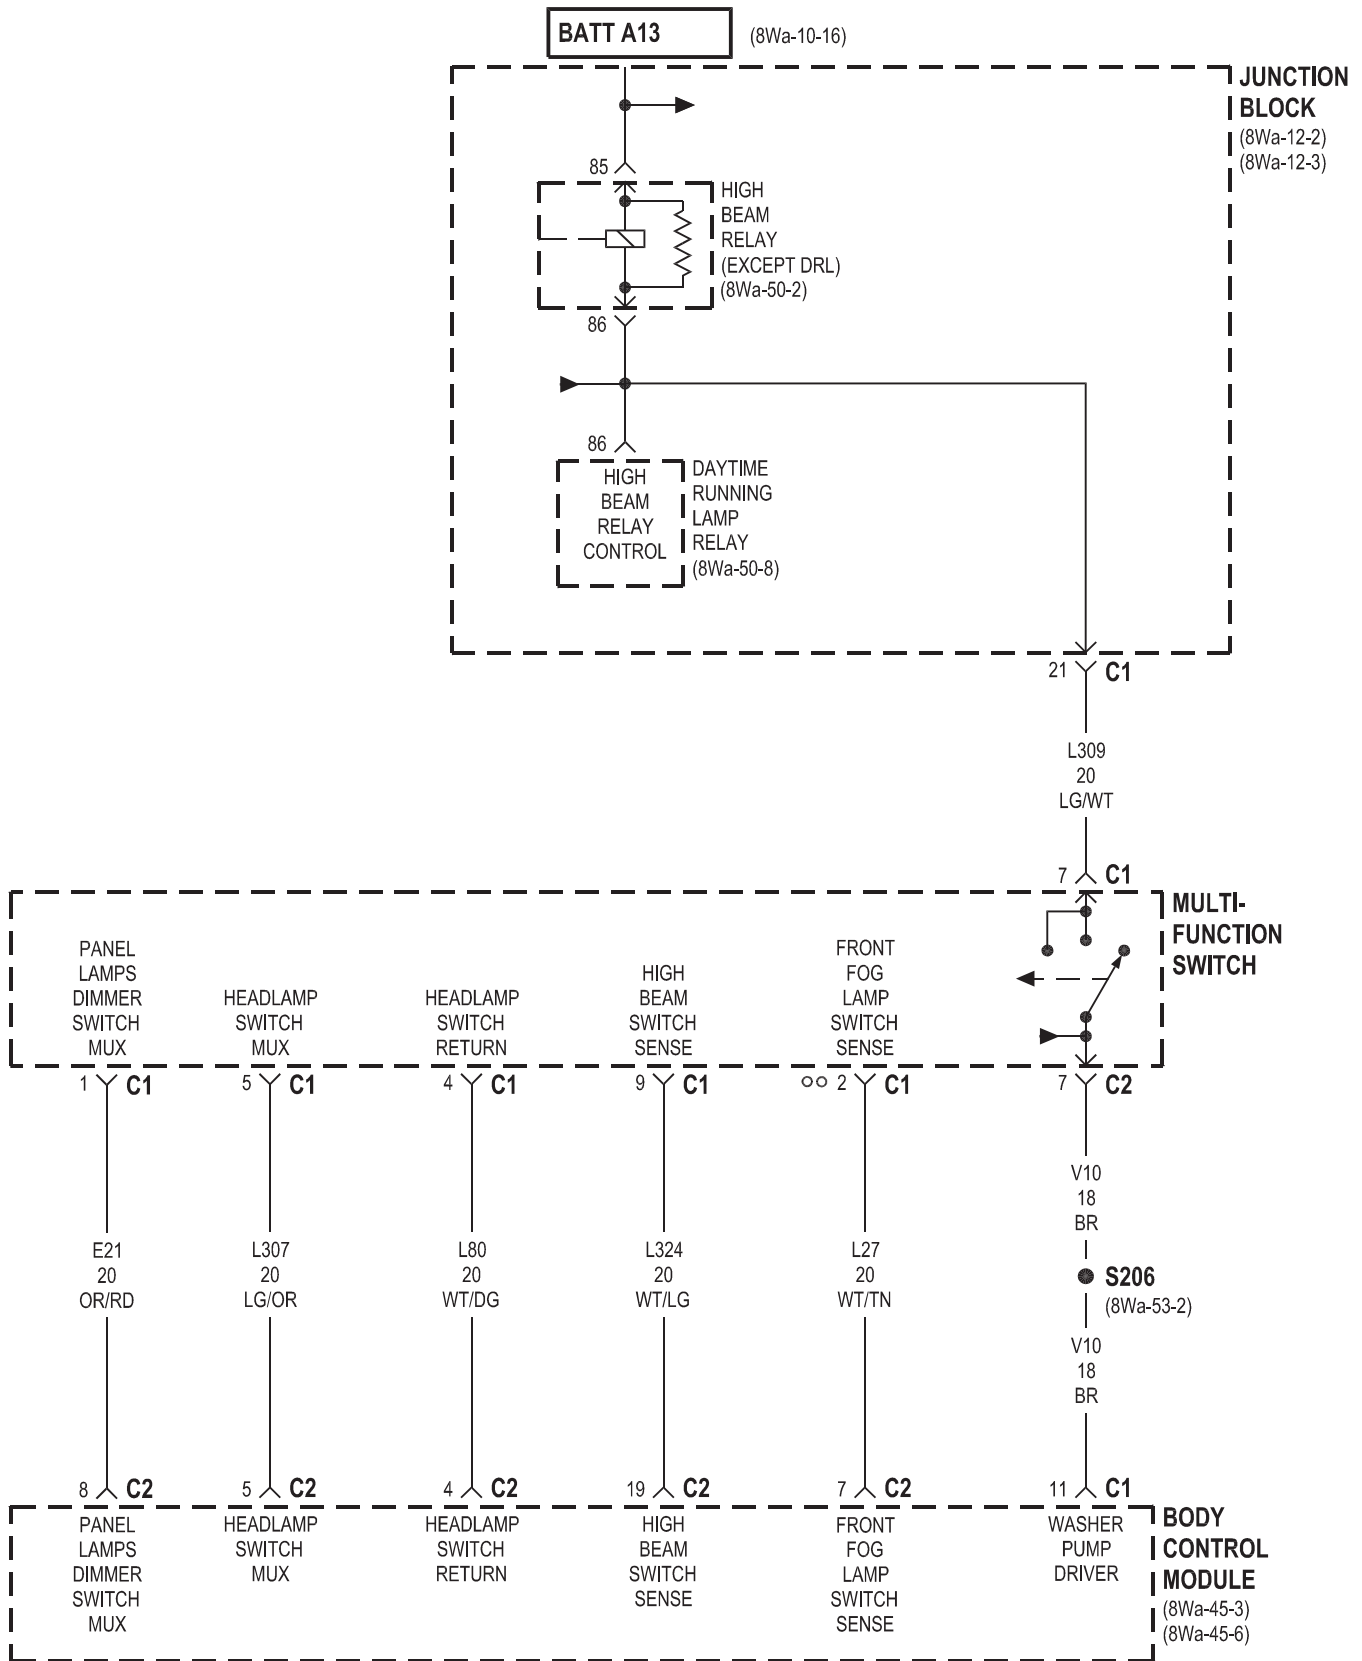 BATT A13
(8Wa-10-16)
JUNCTION
BLOCK
(8Wa-12-2)
(8Wa-12-3)
85
HIGH
BEAM
RELAY
(EXCEPT DRL)
(8Wa-50-2)
86
86
HIGH
BEAM
RELAY
CONTROL
DAYTIME
RUNNING
LAMP
RELAY
(8Wa-50-8)
21 C1
L309
20
LG/WT
7 C1
MULTI-
FUNCTION
SWITCH
PANEL
LAMPS
DIMMER
SWITCH
MUX
HEADLAMP
SWITCH
MUX
HEADLAMP
SWITCH
RETURN
HIGH
BEAM
SWITCH
SENSE
FRONT
FOG
LAMP
SWITCH
SENSE
1 C1
5 C1
4 C1
9 C1
2 C1
7 C2
E21
20
OR/RD
L307
20
LG/OR
L80
20
WT/DG
L324
20
WT/LG
L27
20
WT/TN
V10
18
BR
S206
(8Wa-53-2)
V10
18
BR
8 C2
5 C2
4 C2
19 C2
7 C2
11 C1
PANEL
LAMPS
DIMMER
SWITCH
MUX
HEADLAMP
SWITCH
MUX
HEADLAMP
SWITCH
RETURN
HIGH
BEAM
SWITCH
SENSE
FRONT
FOG
LAMP
SWITCH
SENSE
WASHER
PUMP
DRIVER
BODY
CONTROL
MODULE
(8Wa-45-3)
(8Wa-45-6)